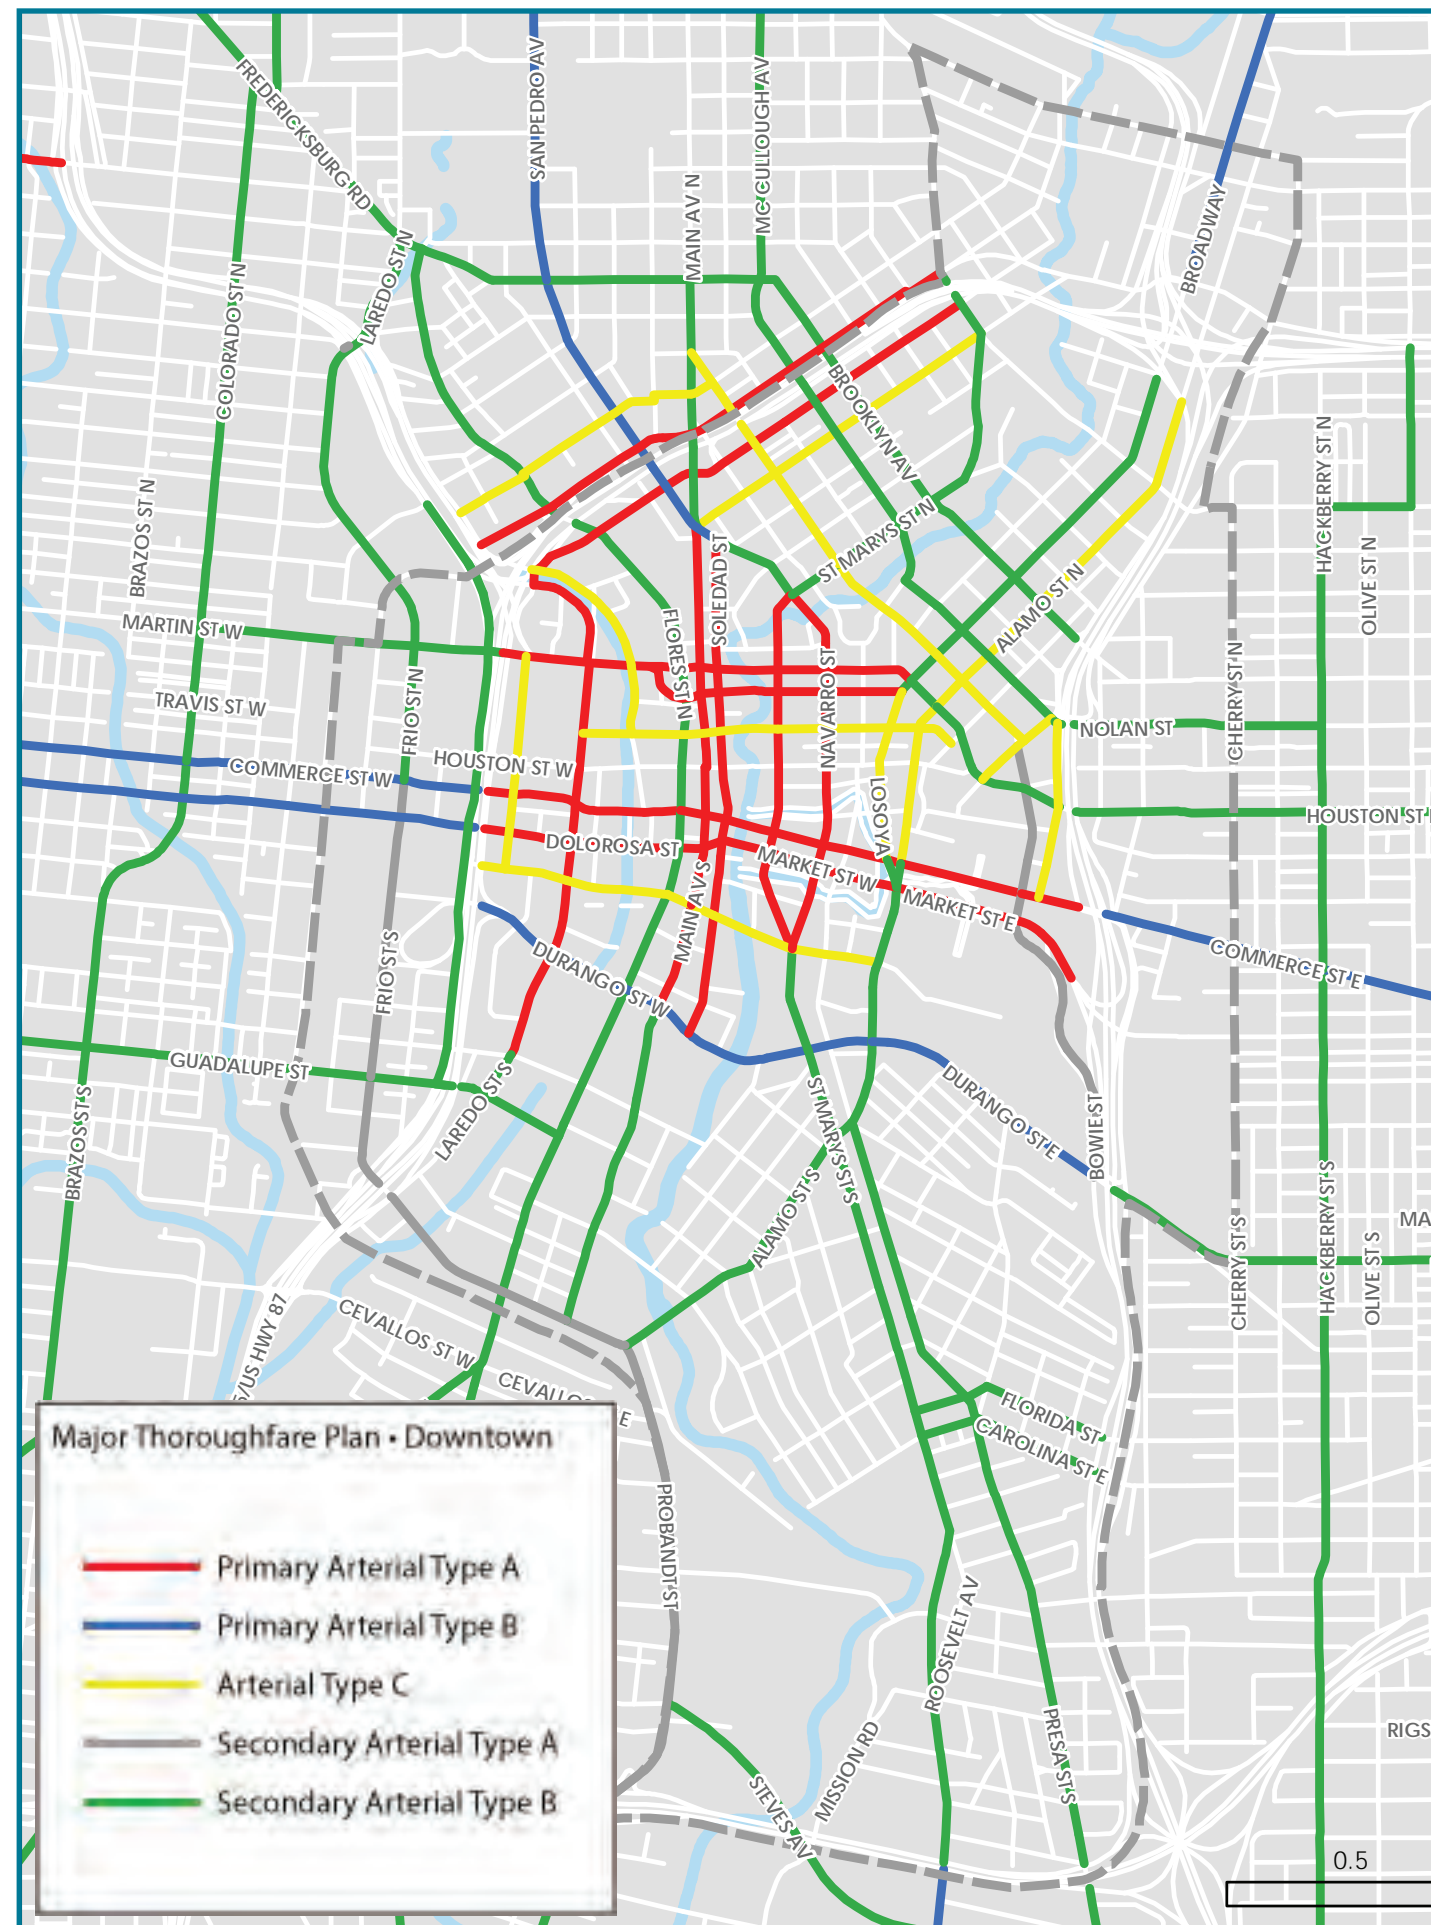 FREDERICKSBURG RD
SAN PEDRO AV
MC CULLOUGH AV
MAIN AV N
BROADWAY
LAREDO ST N
COLORADO ST N
BROOKLYN AV
HACKBERRY ST N
BRAZOS ST N
ST MARYS ST N
SOLEDAD ST
OLIVE ST N
ALAMO ST N
MARTIN ST W
FLORES ST N
NAVARRO ST
CHERRY ST N
TRAVIS ST W
FRIO ST N
NOLAN ST
HOUSTON ST W
COMMERCE ST W
LOSOYA
HOUSTON ST
DOLOROSA ST
MARKET ST W
MARKET ST E
MAIN AV S
COMMERCE ST E
FRIO ST S
DURANGO ST W
GUADALUPE ST
LAREDO ST S
DURANGO ST E
BOWIE ST
BRAZOS ST S
ST MARYS ST S
ALAMO ST S
HACKBERRY ST S
CHERRY ST S
OLIVE ST S
MA
/US HWY 87
CEVALLOS ST W
E
FLORIDA ST
CAROLINA ST E
Major Thoroughfare Plan • Downtown
Primary Arterial Type A
Primary Arterial Type B
Arterial Type C
Secondary Arterial Type A
Secondary Arterial Type B
PROBANDT ST
ROOSEVELT AV
MISSION RD
PRESA ST S
STEVES AV
RIGS
0.5